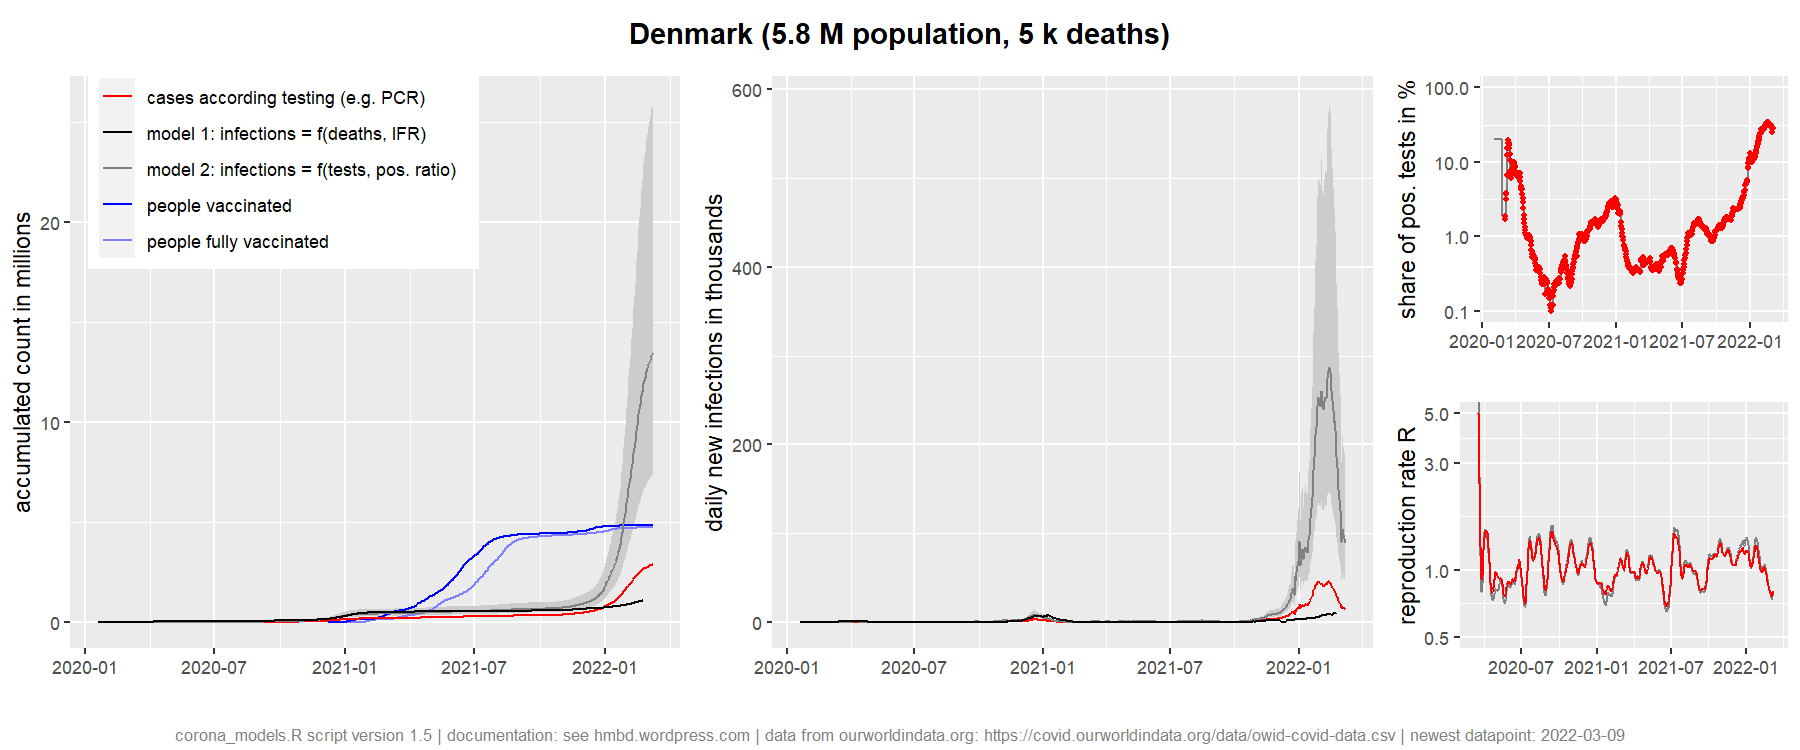 Denmark (5.8 M population, 5 k deaths)
accumulated count in millions
20
10
0
cases according testing (e.g. PCR)
model 1: infections = f(deaths, IFR)
model 2: infections = f(tests, pos. ratio)
people vaccinated
people fully vaccinated
2020-01 2020-07 2021-01 2021-07 2022-01
daily new infections in thousands
600
400
200
0
2020-01 2020-07 2021-01 2021-07 2022-01
share of pos. tests in %
100.0
10.0
1.0
0.1
2020-01 2020-07 2021-01 2021-07 2022-01
reproduction rate R
5.0
3.0
1.0
0.5
2020-07 2021-01 2021-07 2022-01
corona_models.R script version 1.5 | documentation: see hmbd.wordpress.com | data from ourworldindata.org: https://covid.ourworldindata.org/data/owid-covid-data.csv | newest datapoint: 2022-03-09